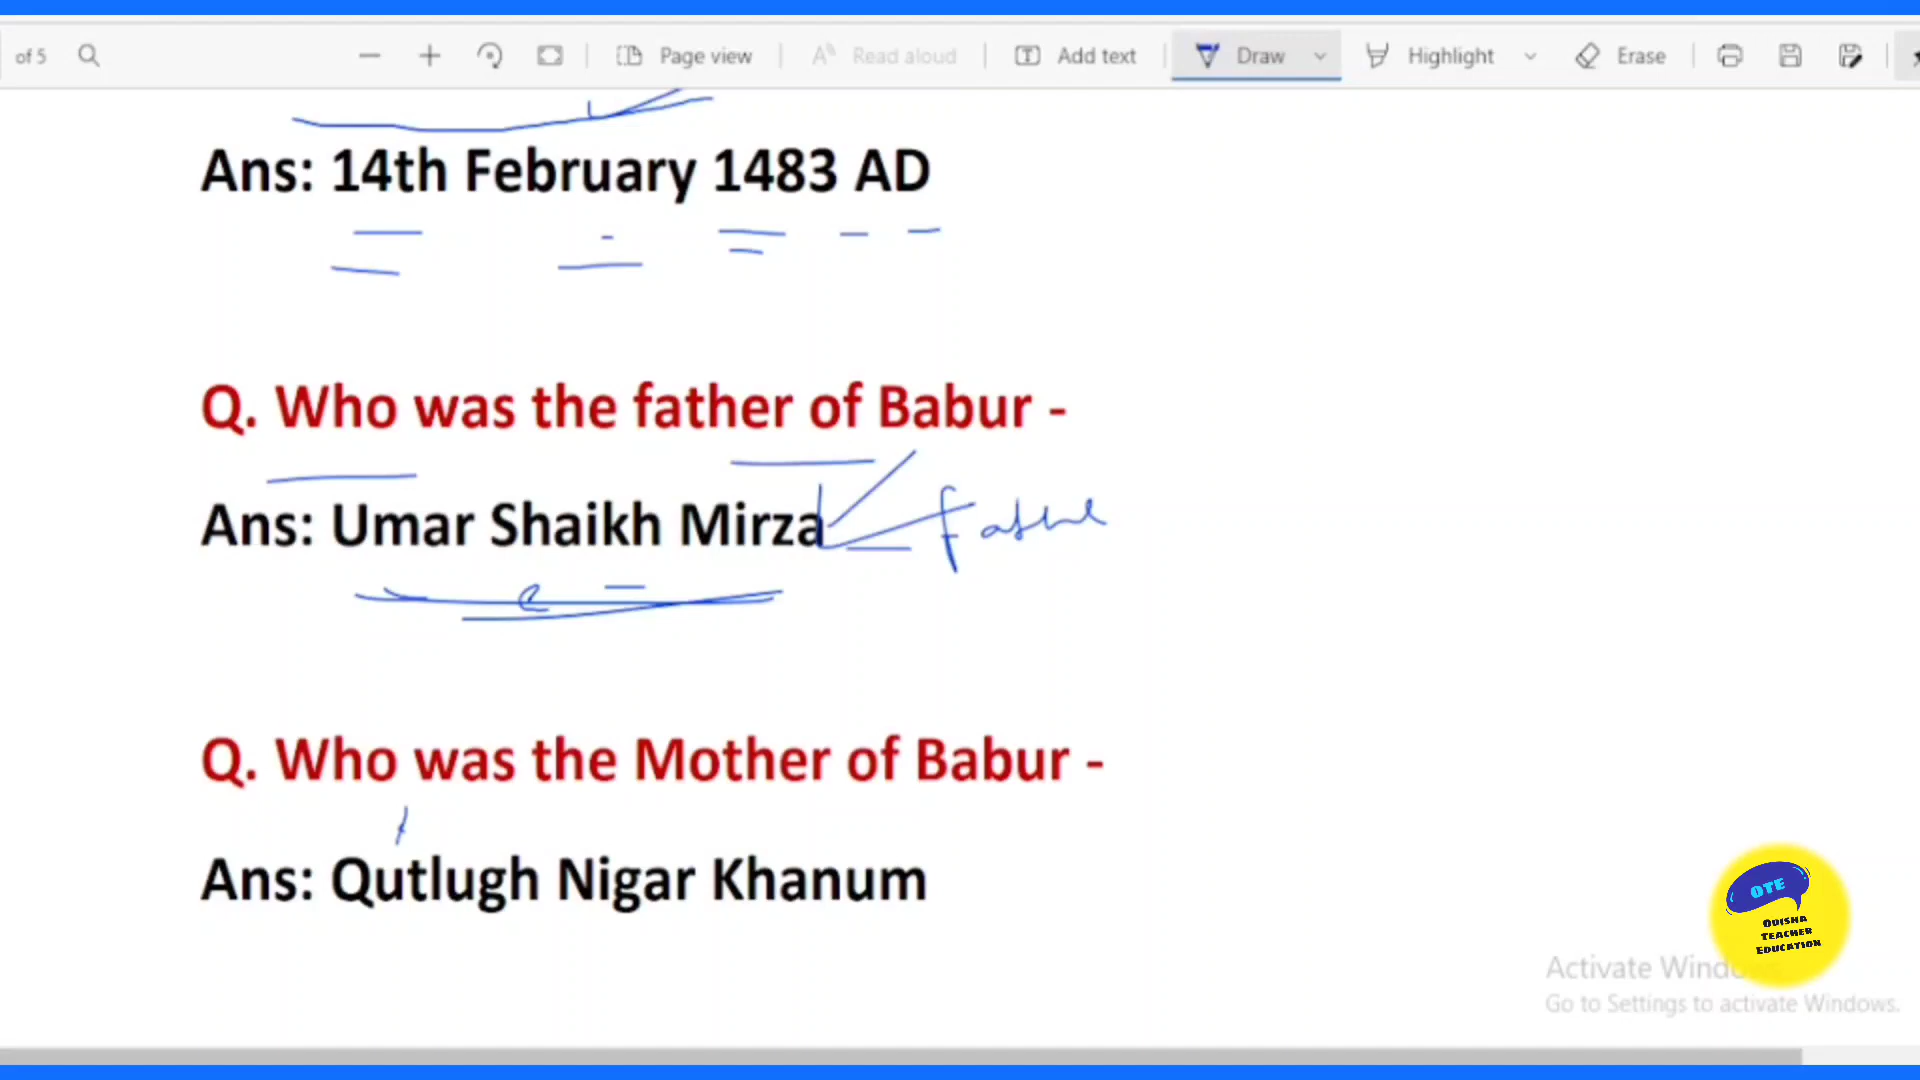 of 5
Page view
Read aloud
Add text
Draw
Highlight
Erase
Ans: 14th February 1483 AD
Q. Who was the father of Babur -
Ans: Umar Shaikh Mirza
Q. Who was the Mother of Babur -
Ans: Qutlugh Nigar Khanum
OTE
ODISHA
TEACHER
EDUCATION
Activate
Go to Settings to activate Windows.